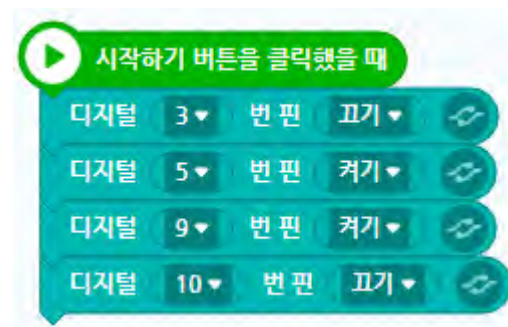 시작하기 버튼을 클릭했을 때
디지털 3 번 핀 끄기
디지털 5 번 핀 켜기
디지털 9 번 핀 켜기
디지털 10 번 핀 끄기